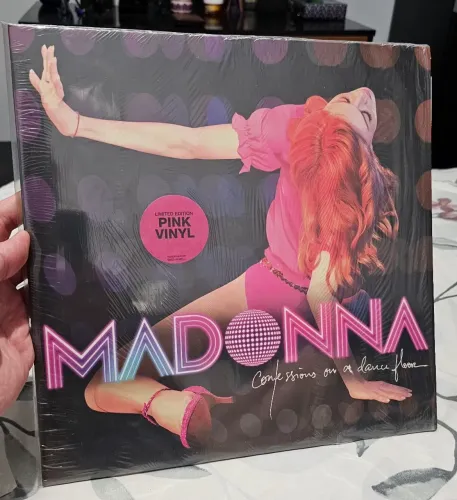 LIMITED EDITION
PINK
VINYL
MADONNA
Confessions on a dance floor